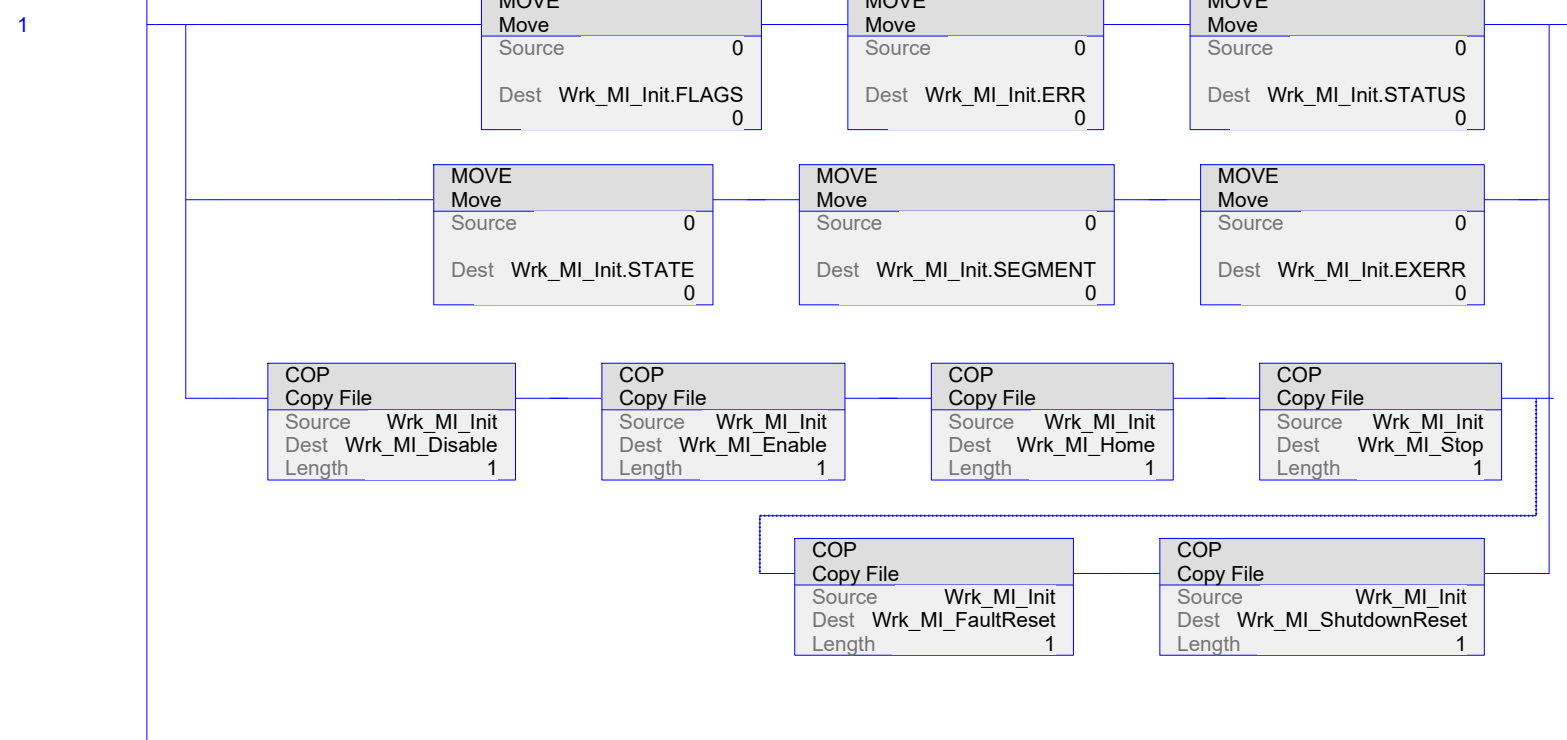 1
MOVE MOVE MOVE
Move Move Move
Source 0 Source 0 Source 0
Dest Wrk_MI_Init.FLAGS Dest Wrk_MI_Init.ERR Dest Wrk_MI_Init.STATUS
0 0 0
MOVE MOVE MOVE
Move Move Move
Source 0 Source 0 Source 0
Dest Wrk_MI_Init.STATE Dest Wrk_MI_Init.SEGMENT Dest Wrk_MI_Init.EXERR
0 0 0
COP COP COP COP
Copy File Copy File Copy File Copy File
Source Wrk_MI_Init Source Wrk_MI_Init Source Wrk_MI_Init Source Wrk_MI_Init
Dest Wrk_MI_Disable Dest Wrk_MI_Enable Dest Wrk_MI_Home Dest Wrk_MI_Stop
Length 1 Length 1 Length 1 Length 1
COP COP
Copy File Copy File
Source Wrk_MI_Init Source Wrk_MI_Init
Dest Wrk_MI_FaultReset Dest Wrk_MI_ShutdownReset
Length 1 Length 1